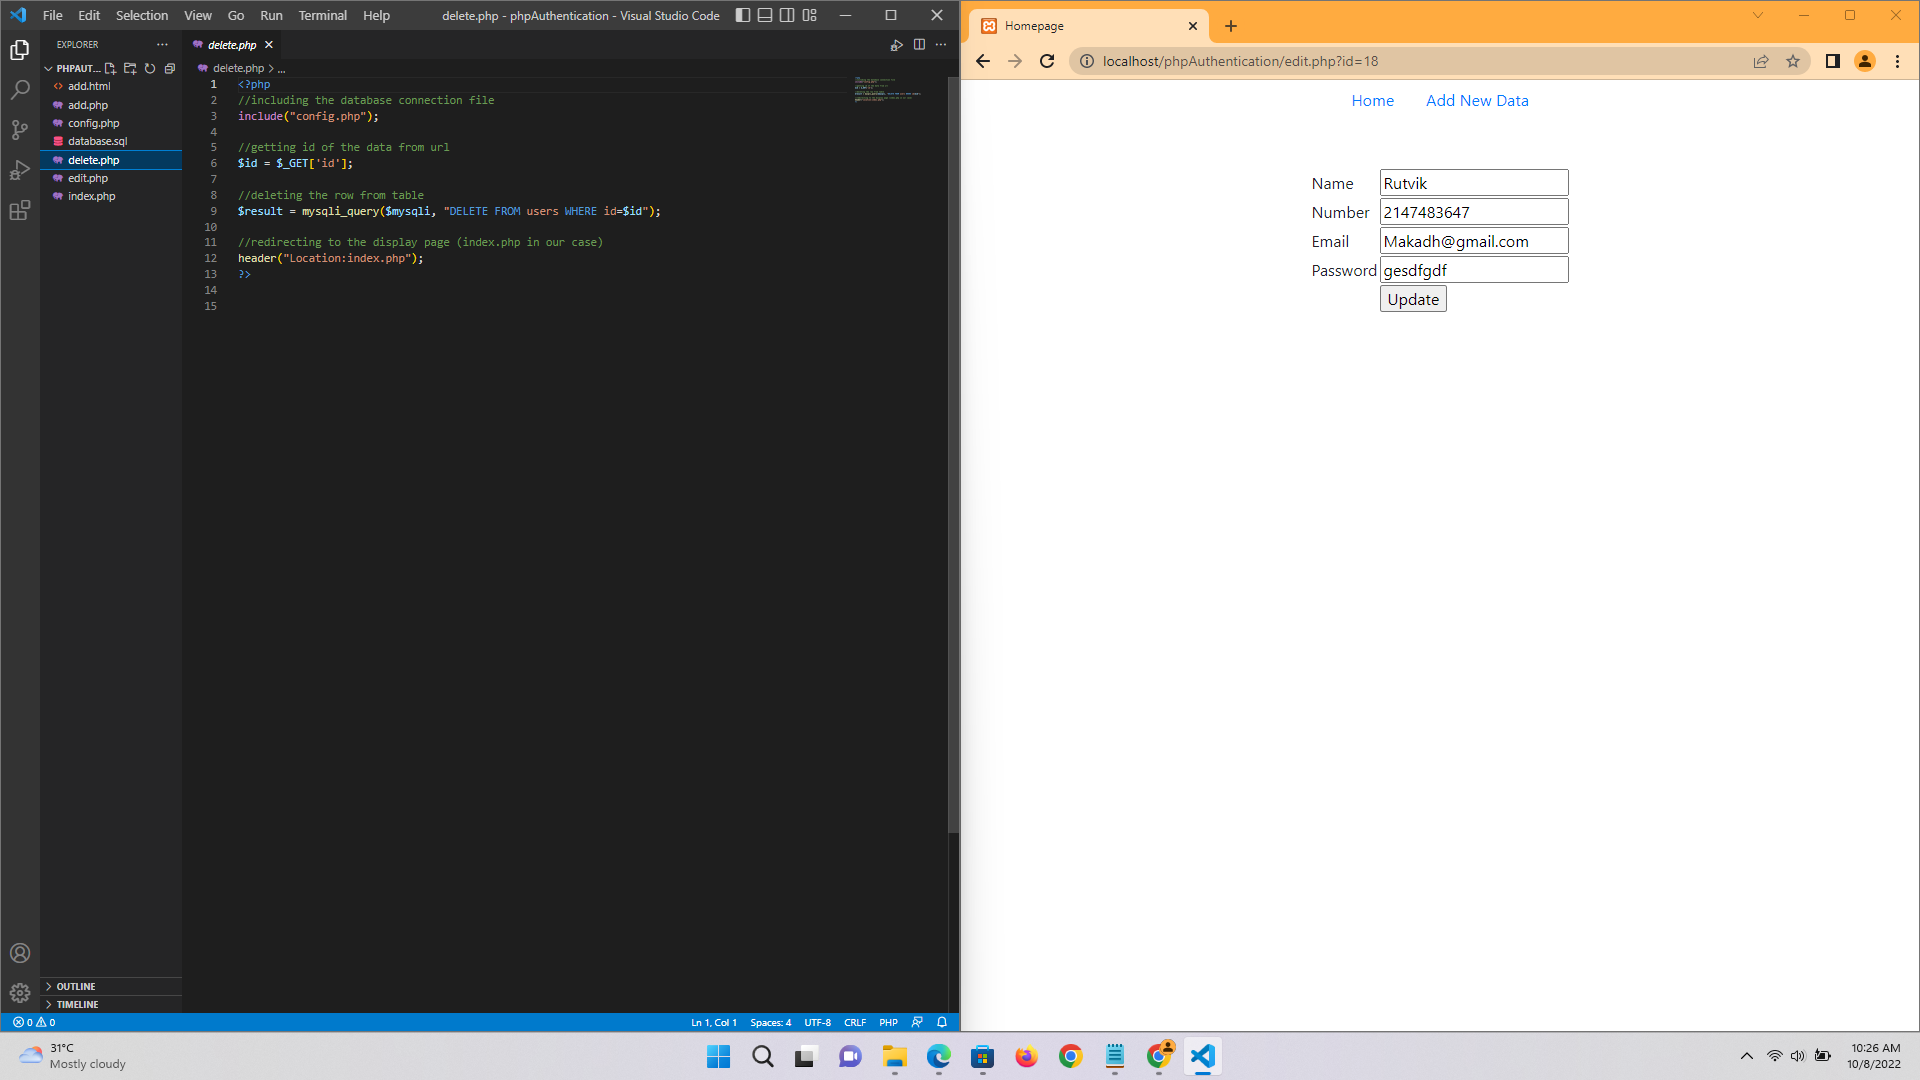 File Edit Selection View Go Run Terminal Help delete.php - phpAuthentication - Visual Studio Code
EXPLORER
PHPAUT...
add.html
add.php
config.php
database.sql
delete.php
edit.php
index.php
OUTLINE
TIMELINE
delete.php
delete.php > ...
1 <?php
2 //including the database connection file
3 include("config.php");
4
5 //getting id of the data from url
6 $id = $_GET['id'];
7
8 //deleting the row from table
9 $result = mysqli_query($mysqli, "DELETE FROM users WHERE id=$id");
10
11 //redirecting to the display page (index.php in our case)
12 header("Location:index.php");
13 ?>
14
15
0 0 Ln 1, Col 1 Spaces: 4 UTF-8 CRLF PHP
Homepage
localhost/phpAuthentication/edit.php?id=18
Home Add New Data
Name Rutvik
Number 2147483647
Email Makadh@gmail.com
Password gesdfgdf
Update
31°C
Mostly cloudy
10:26 AM
10/8/2022